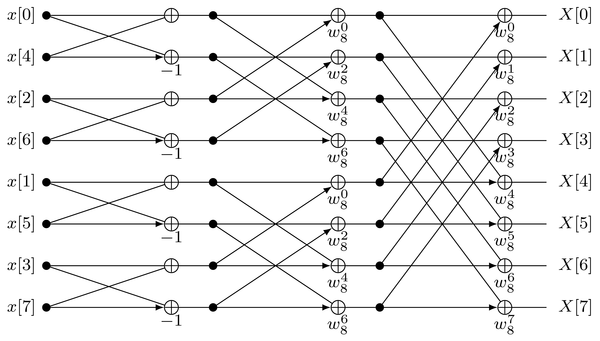 x[0] w_8^0 w_8^0 X[0]
x[4] −1 w_8^2 w_8^1 X[1]
x[2] w_8^4 w_8^2 X[2]
x[6] −1 w_8^6 w_8^3 X[3]
x[1] w_8^0 w_8^4 X[4]
x[5] −1 w_8^2 w_8^5 X[5]
x[3] w_8^4 w_8^6 X[6]
x[7] −1 w_8^6 w_8^7 X[7]